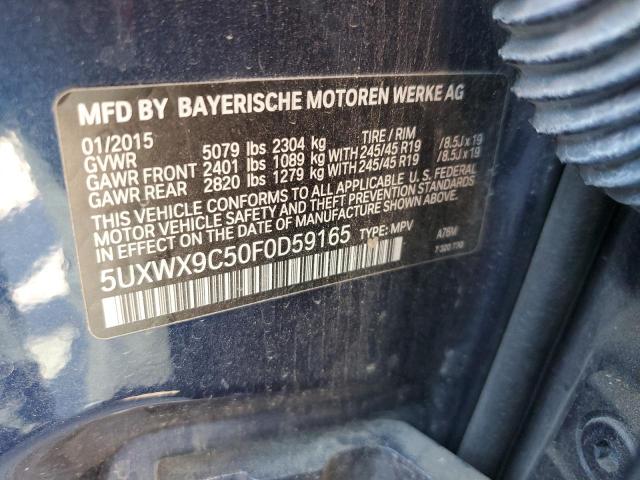 MFD BY BAYERISCHE MOTOREN WERKE AG
01/2015 TIRE / RIM
GVWR 5079 lbs 2304 kg
GAWR FRONT 2401 lbs 1089 kg WITH 245/45 R19 /8.5J x 19
GAWR REAR 2820 lbs 1279 kg WITH 245/45 R19 /8.5J x 19
THIS VEHICLE CONFORMS TO ALL APPLICABLE U. S. FEDERAL
MOTOR VEHICLE SAFETY AND THEFT PREVENTION STANDARDS
IN EFFECT ON THE DATE OF MANUFACTURE SHOWN ABOVE.
5UXWX9C50F0D59165 TYPE: MPV A76M